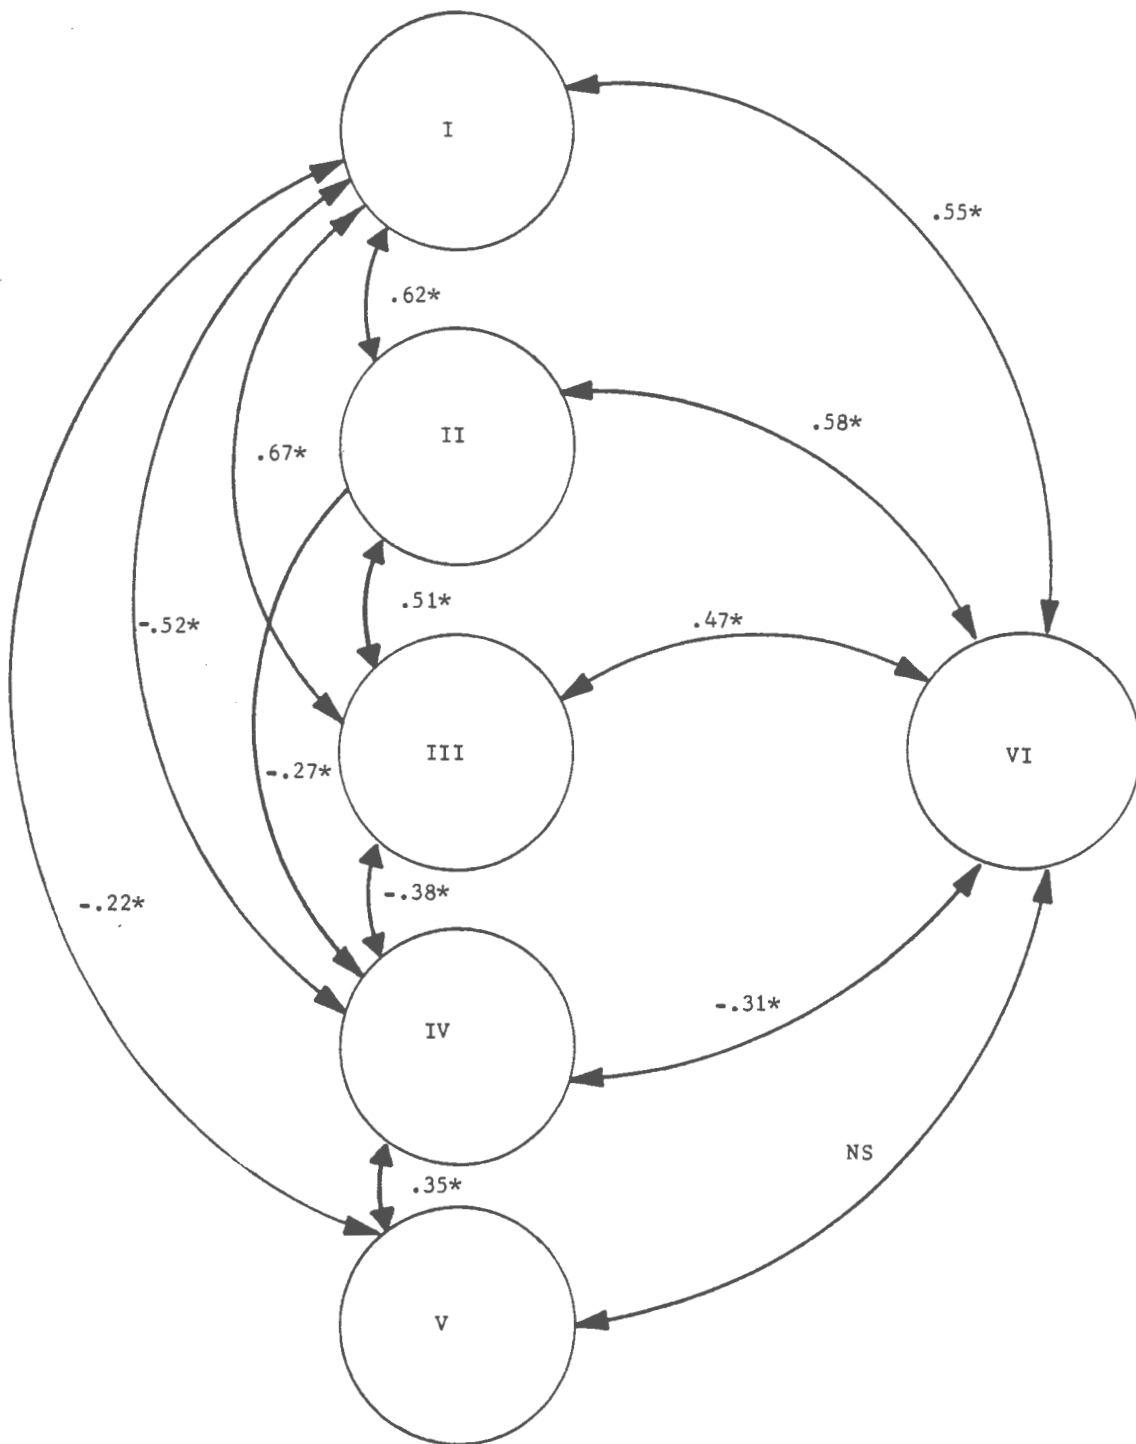 I
.55*
.62*
.58*
II
.67*
.51*
.47*
-.52*
III
VI
-.27*
-.38*
-.22*
-.31*
IV
NS
.35*
V